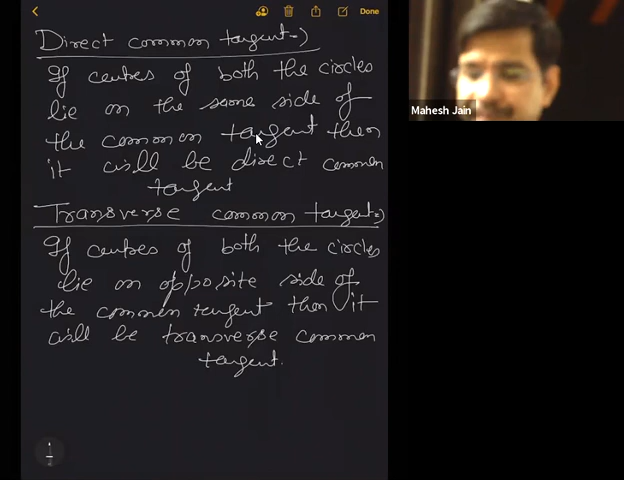 Done
Direct common tangent =)
If centres of both the circles
lie on the same side of
the common tangent then
it will be direct common
tangent
Transverse common tangent =)
If centres of both the circles
lie on opposite side of
the common tangent then it
will be transverse common
tangent.
Mahesh Jain